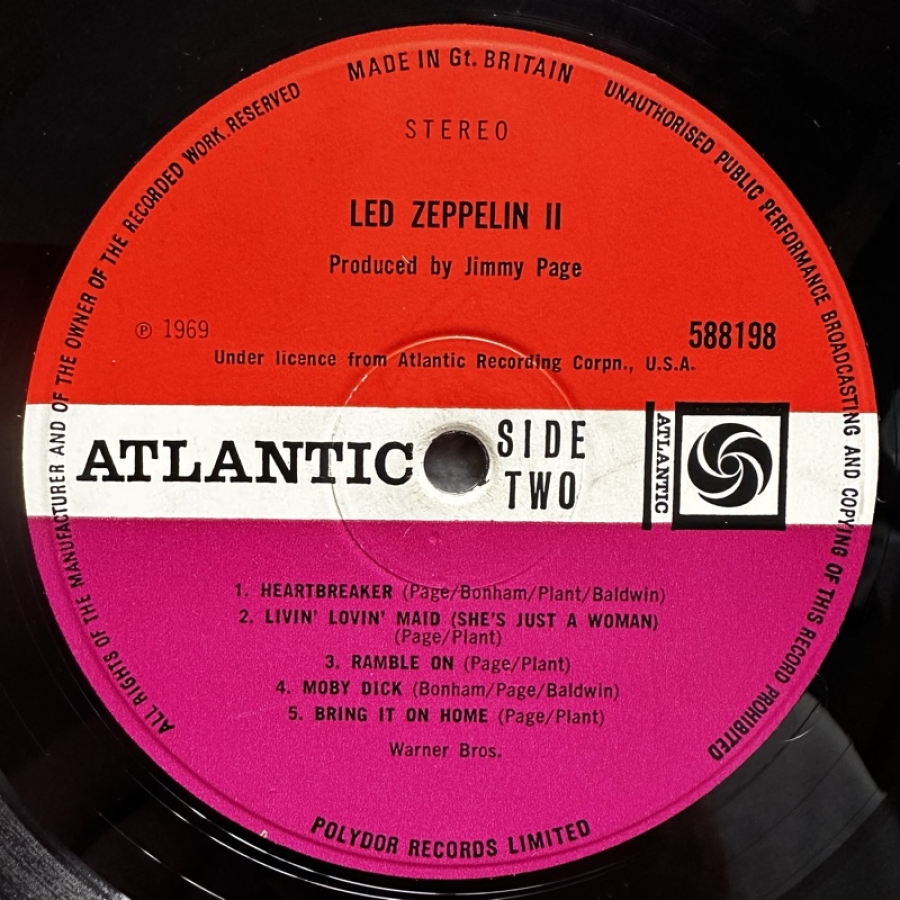 MADE IN Gt. BRITAIN
UNAUTHORISED PUBLIC PERFORMANCE BROADCASTING AND COPYING OF THIS RECORD PROHIBITED
POLYDOR RECORDS LIMITED
ALL RIGHTS OF THE MANUFACTURER AND OF THE OWNER OF THE RECORDED WORK RESERVED
STEREO
LED ZEPPELIN II
Produced by Jimmy Page
℗ 1969
588198
Under licence from Atlantic Recording Corpn., U.S.A.
ATLANTIC
SIDE
TWO
ATLANTIC
1. HEARTBREAKER (Page/Bonham/Plant/Baldwin)
2. LIVIN' LOVIN' MAID (SHE'S JUST A WOMAN)
(Page/Plant)
3. RAMBLE ON (Page/Plant)
4. MOBY DICK (Bonham/Page/Baldwin)
5. BRING IT ON HOME (Page/Plant)
Warner Bros.